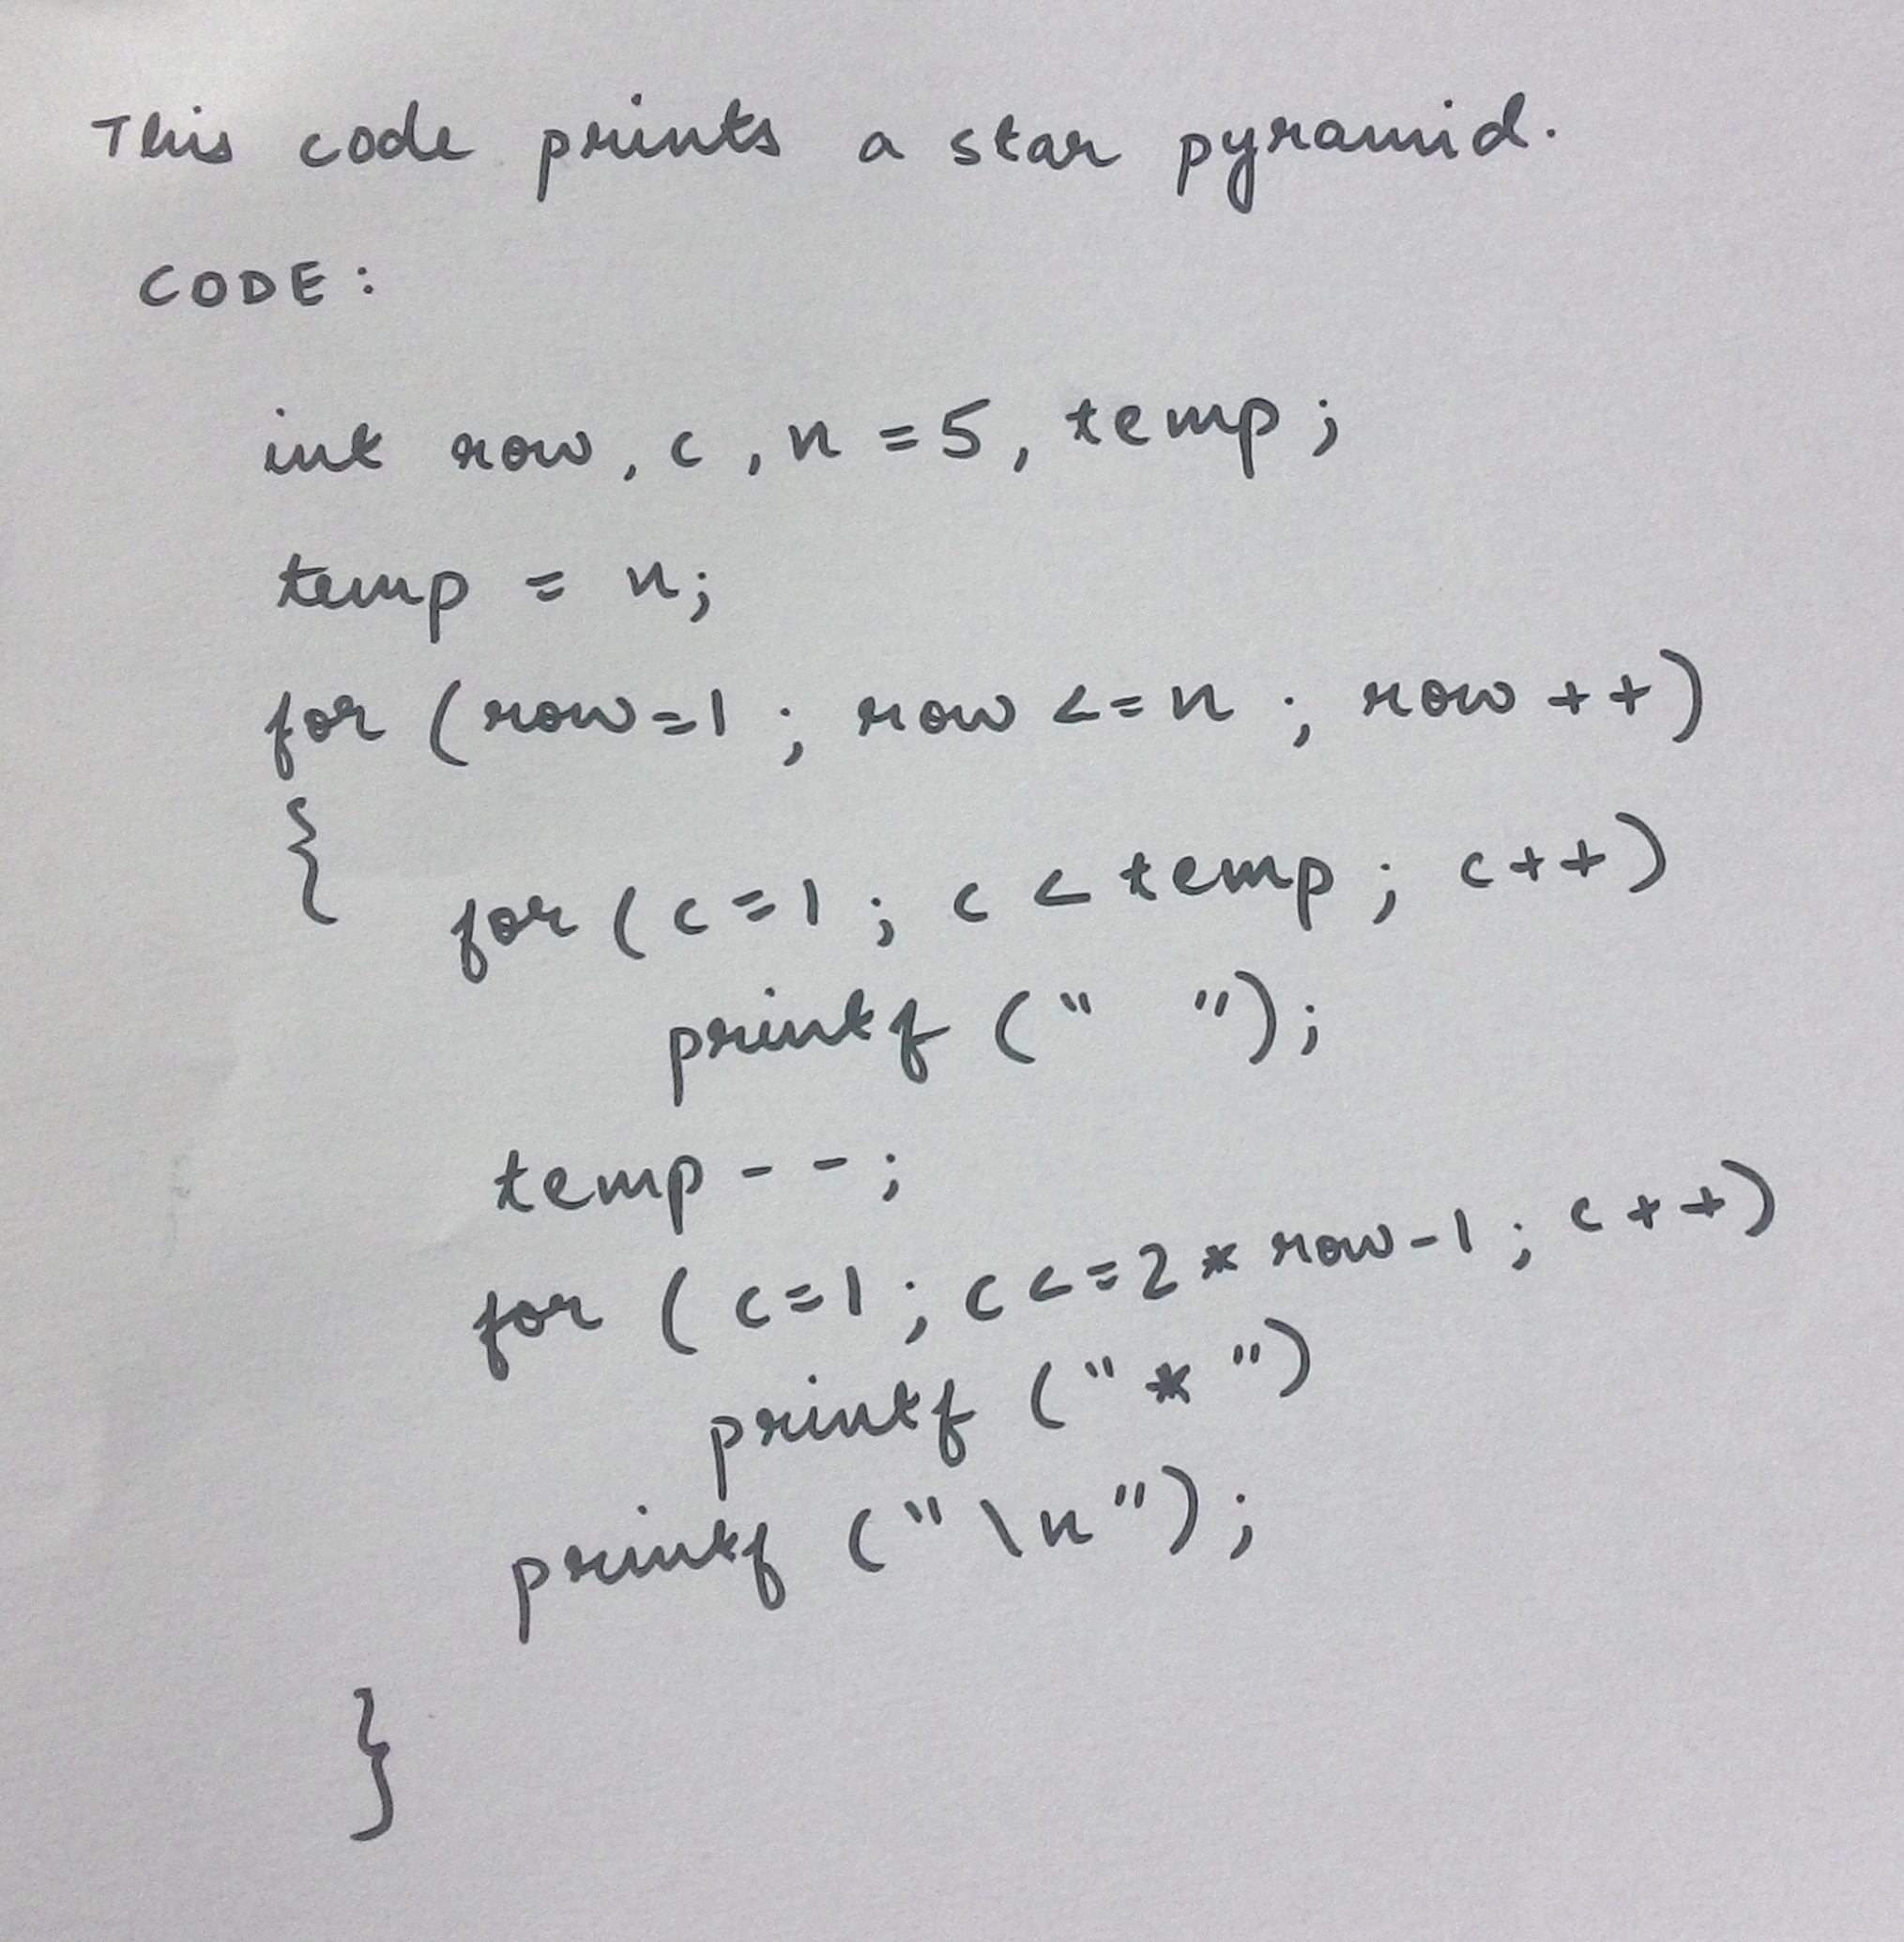 This code prints a star pyramid.
CODE:
int row, c, n = 5, temp;
temp = n;
for (row=1; row <=n; row ++)
{ for (c=1; c < temp; c++)
printf (" ");
temp--;
for (c=1; c<=2* row-1; c++)
printf ("*")
printf ("\n");
}